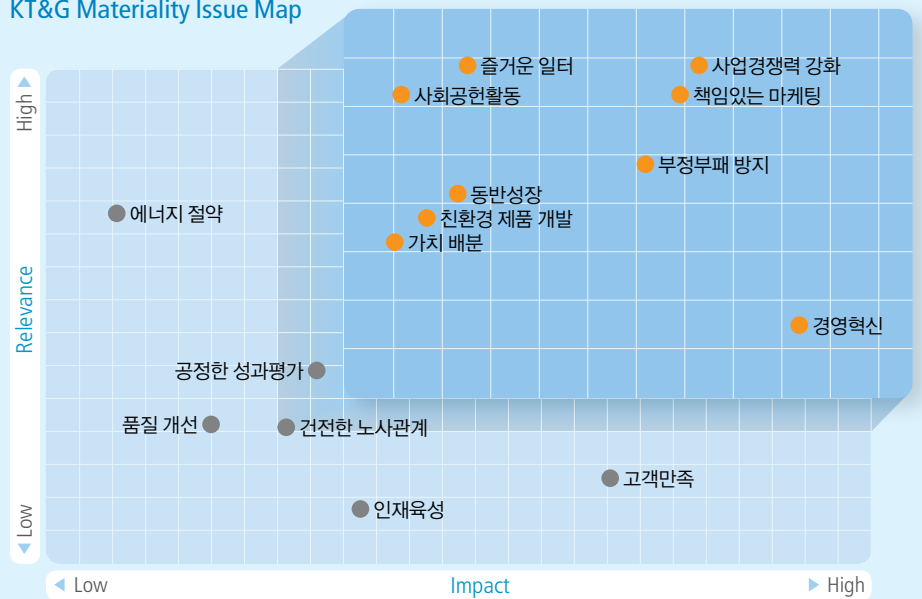 KT&G Materiality Issue Map
즐거운 일터
사업경쟁력 강화
사회공헌활동
책임있는 마케팅
부정부패 방지
동반성장
친환경 제품 개발
가치 배분
경영혁신
에너지 절약
공정한 성과평가
품질 개선
건전한 노사관계
고객만족
인재육성
High
Relevance
Low
Low
Impact
High